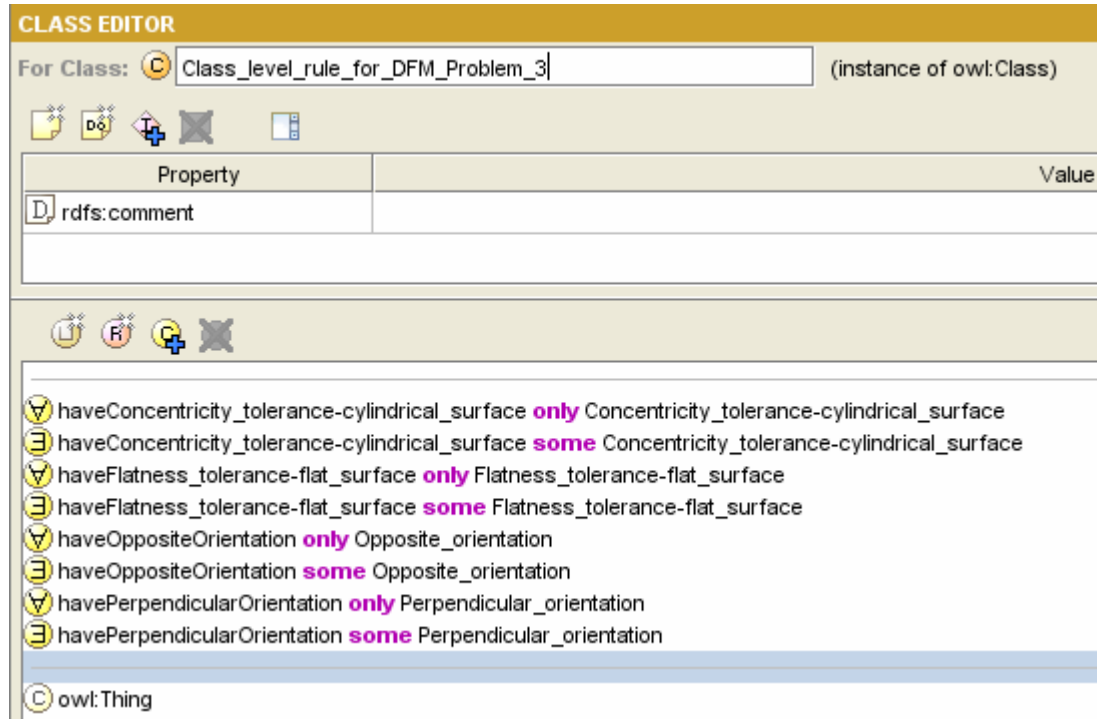 CLASS EDITOR
For Class: C Class_level_rule_for_DFM_Problem_3 (instance of owl:Class)
Property Value
D rdfs:comment
∀ haveConcentricity_tolerance-cylindrical_surface only Concentricity_tolerance-cylindrical_surface
∃ haveConcentricity_tolerance-cylindrical_surface some Concentricity_tolerance-cylindrical_surface
∀ haveFlatness_tolerance-flat_surface only Flatness_tolerance-flat_surface
∃ haveFlatness_tolerance-flat_surface some Flatness_tolerance-flat_surface
∀ haveOppositeOrientation only Opposite_orientation
∃ haveOppositeOrientation some Opposite_orientation
∀ havePerpendicularOrientation only Perpendicular_orientation
∃ havePerpendicularOrientation some Perpendicular_orientation
C owl:Thing